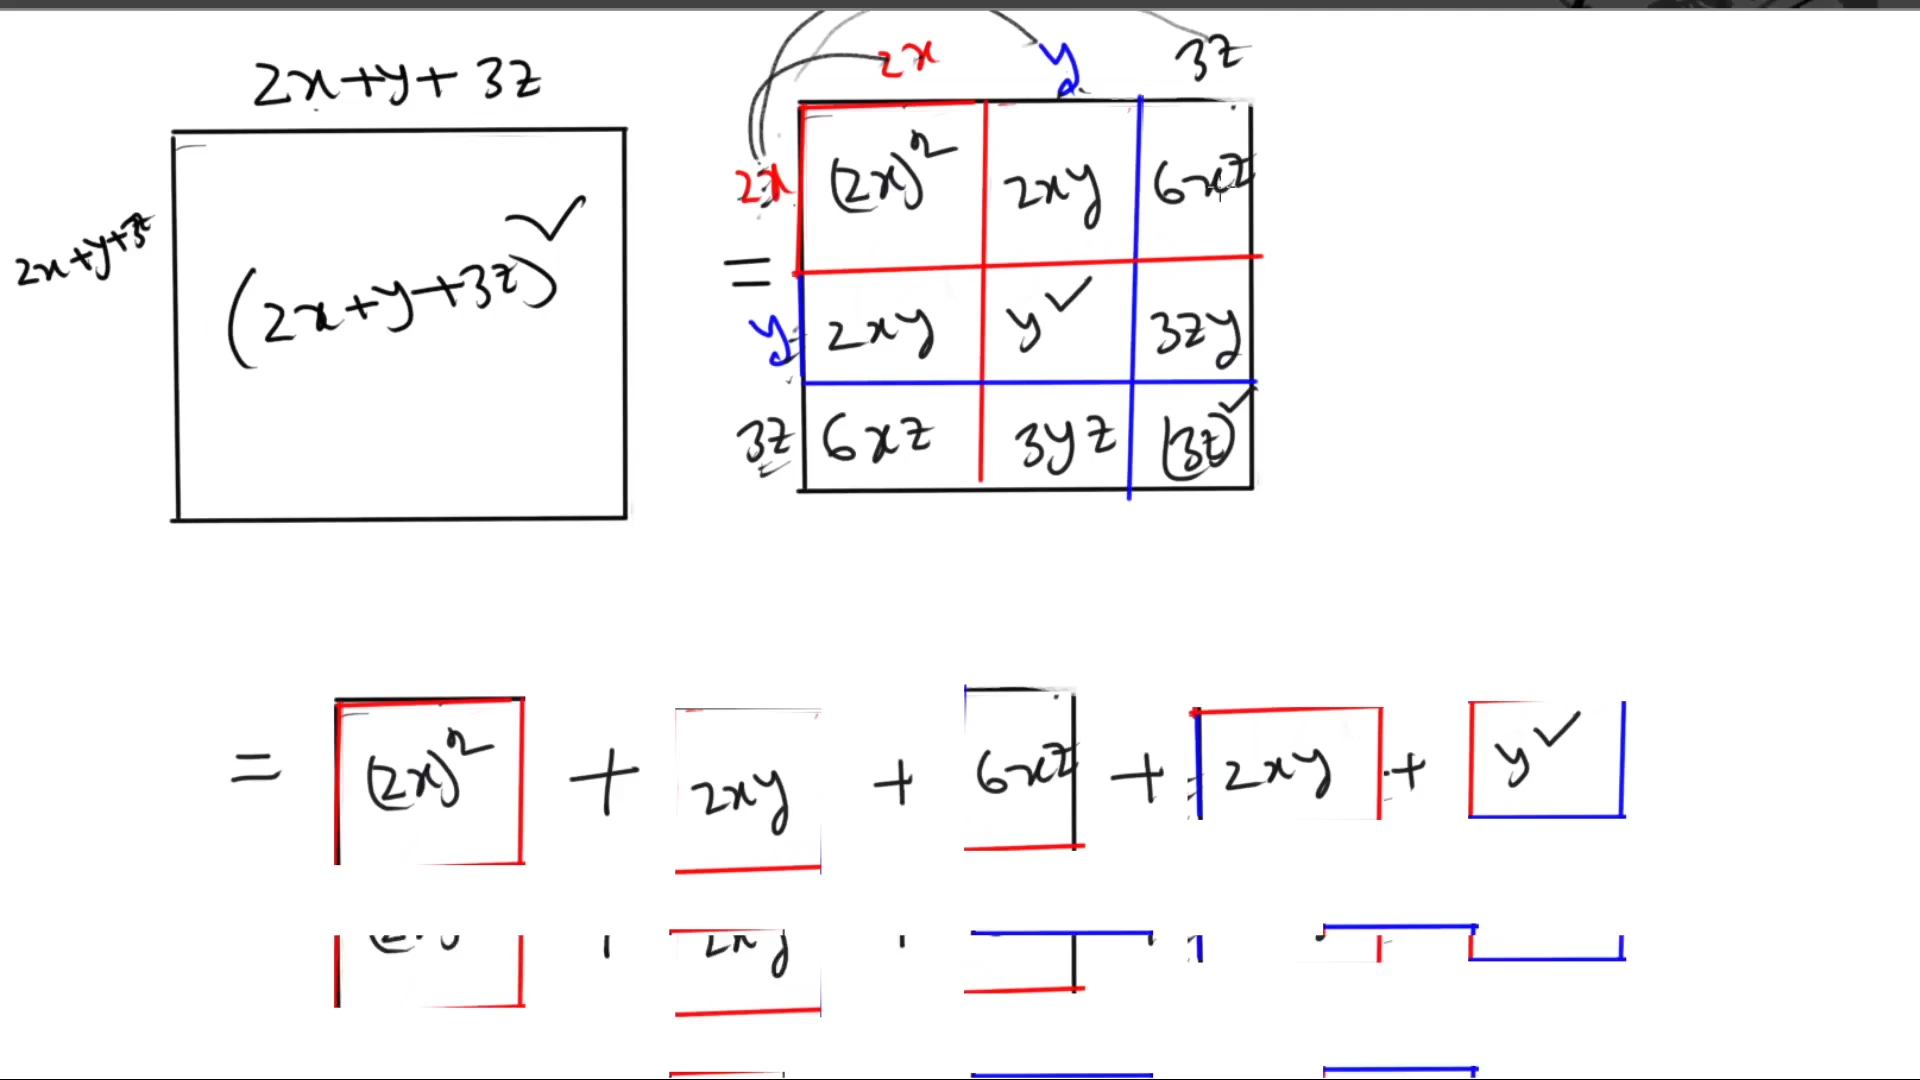 2x+y+3z
2x y 3z
2x+y+3z
(2x+y+3z)²
=
2x (2x)² 2xy 6xz
y 2xy y² 3zy
3z 6xz 3yz (3z)²
= (2x)² + 2xy + 6xz + 2xy + y²